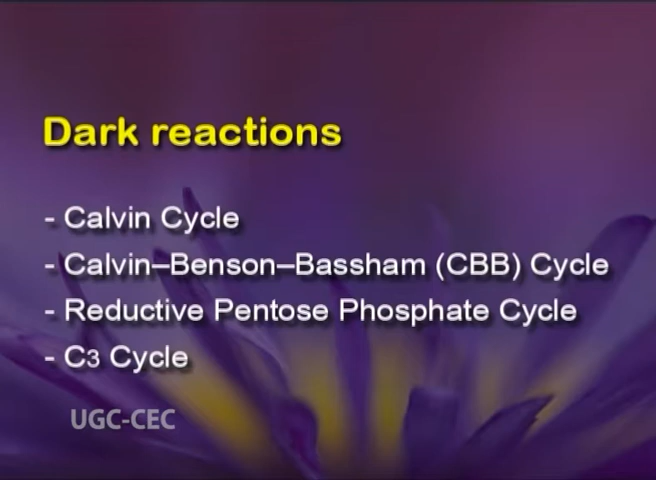 Dark reactions
- Calvin Cycle
- Calvin–Benson–Bassham (CBB) Cycle
- Reductive Pentose Phosphate Cycle
- C3 Cycle
UGC-CEC